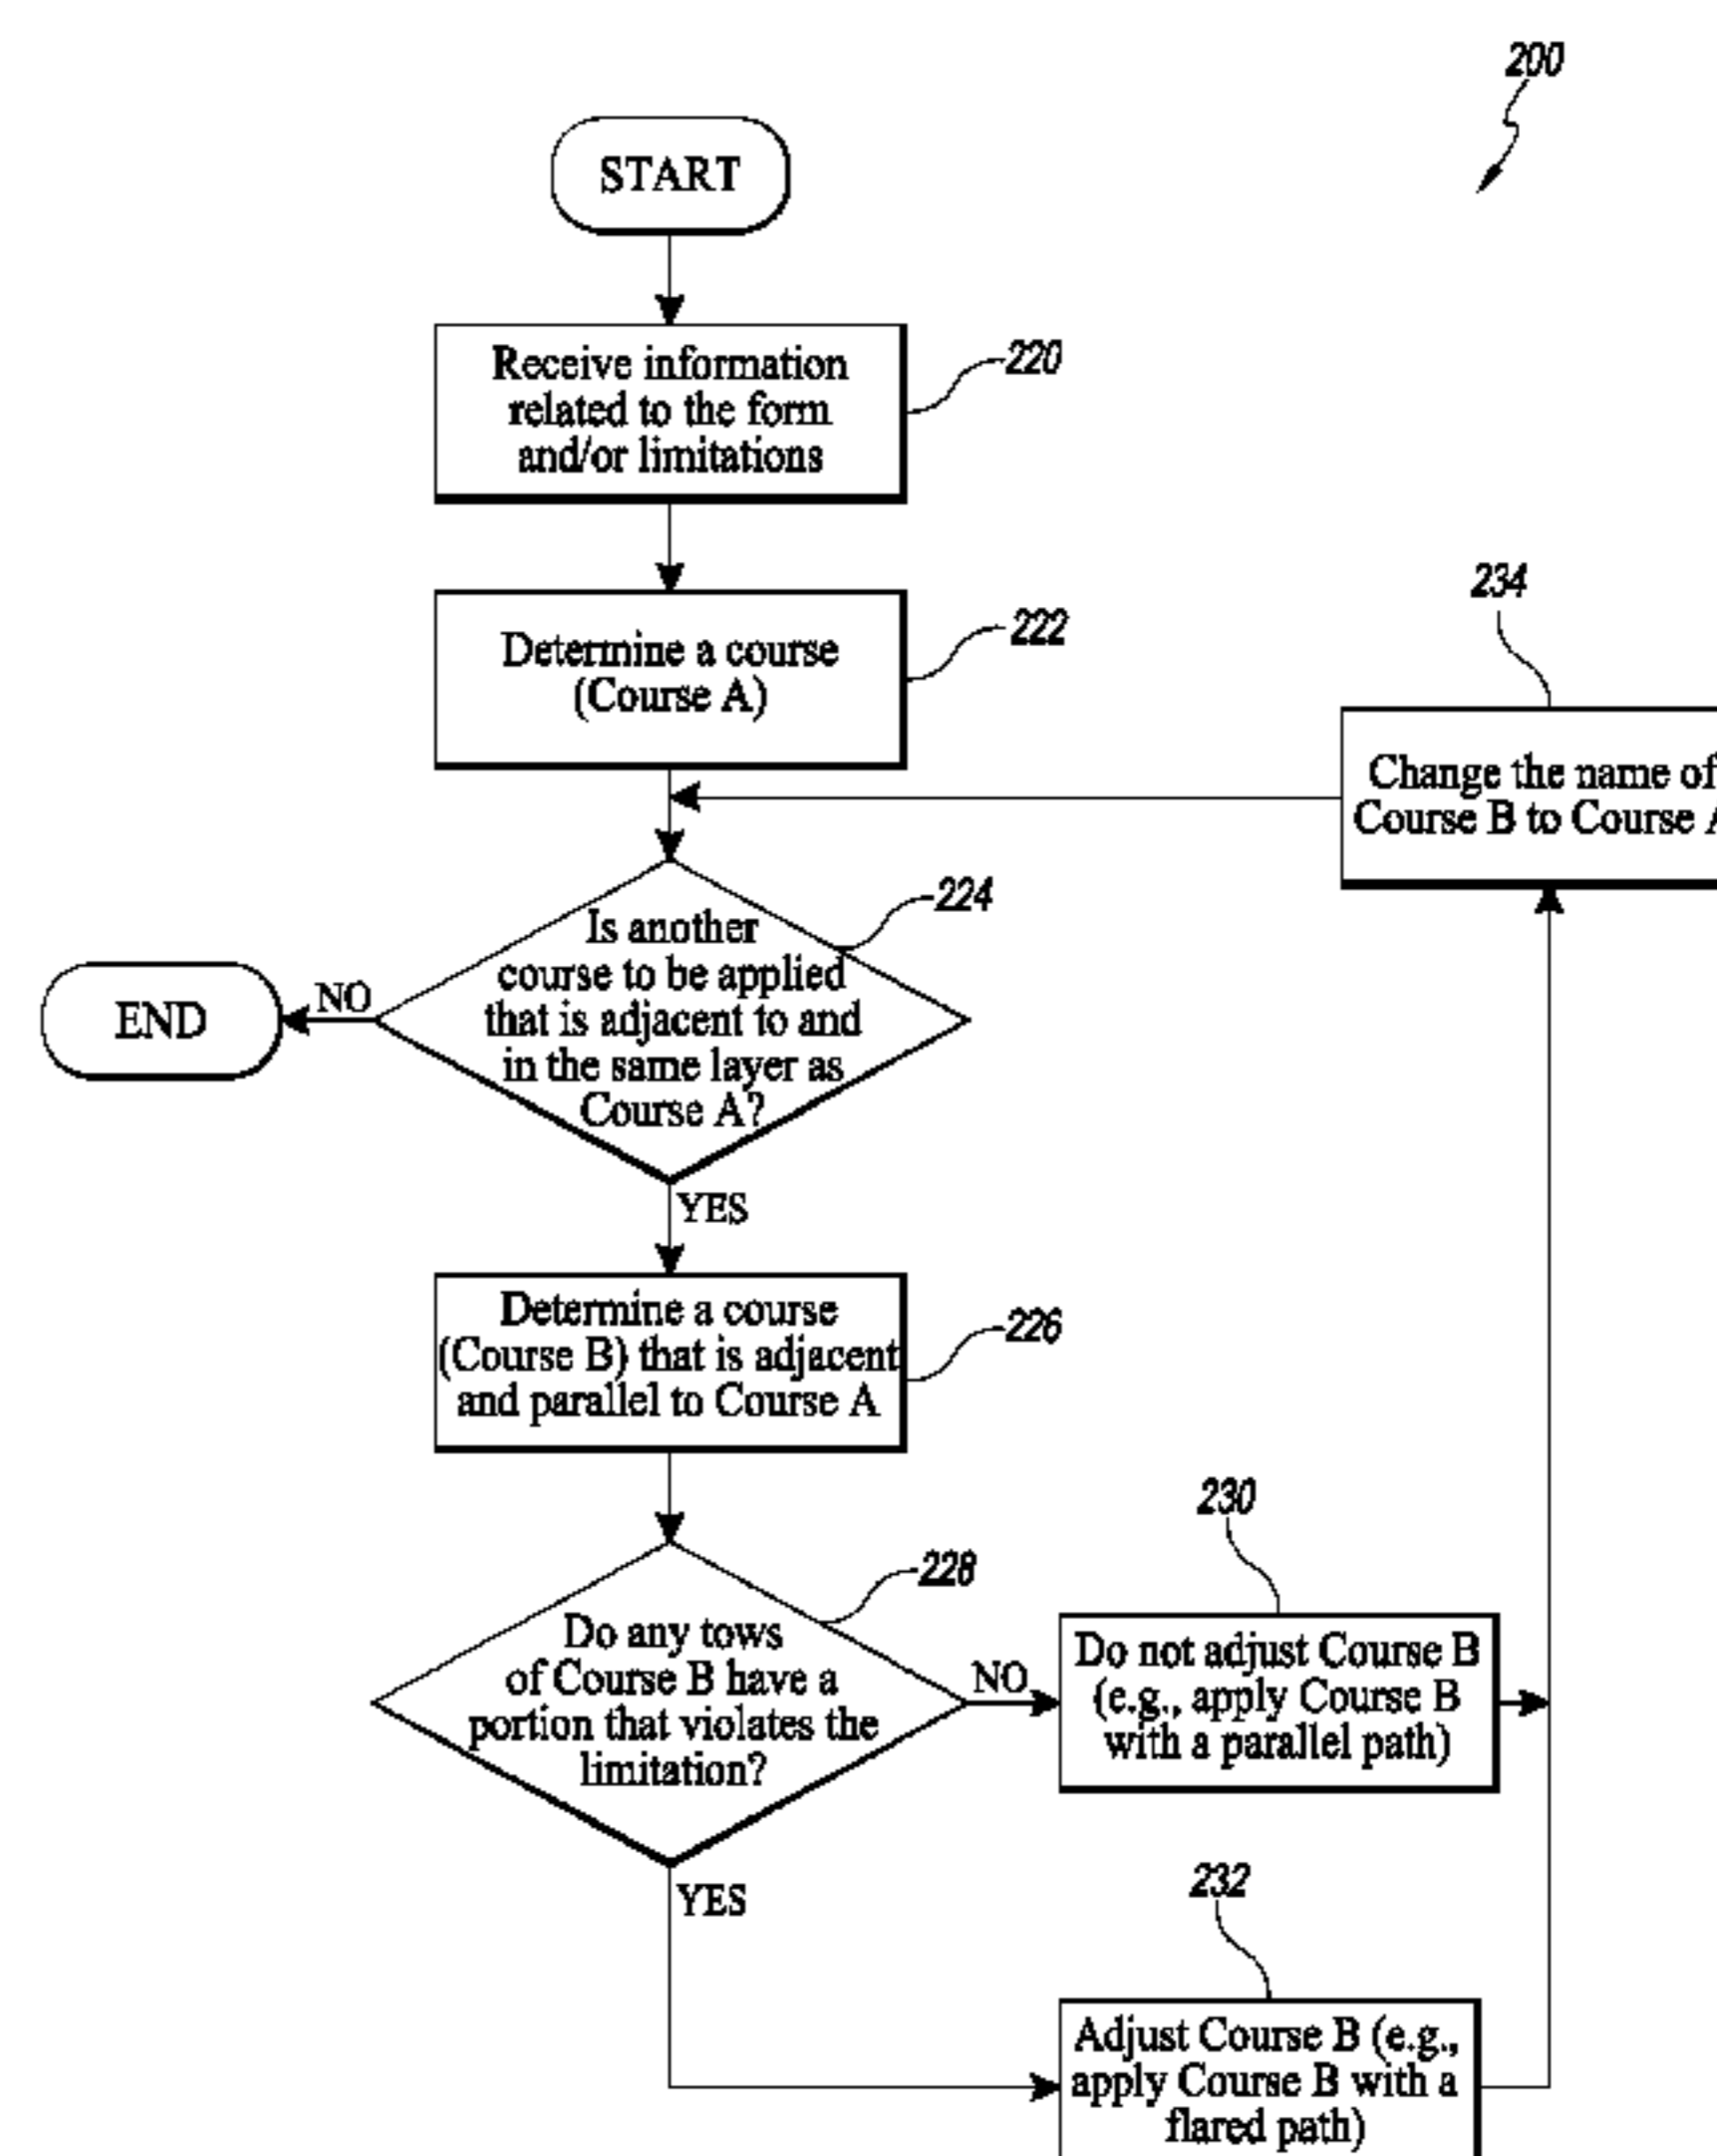 200
START
Receive information
related to the form
and/or limitations
220
Determine a course
(Course A)
222
234
Change the name of
Course B to Course
Is another
course to be applied
that is adjacent to and
in the same layer as
Course A?
224
NO
END
YES
Determine a course
(Course B) that is adjacent
and parallel to Course A
226
Do any tows
of Course B have a
portion that violates the
limitation?
228
NO
230
Do not adjust Course B
(e.g., apply Course B
with a parallel path)
YES
232
Adjust Course B (e.g.,
apply Course B with a
flared path)